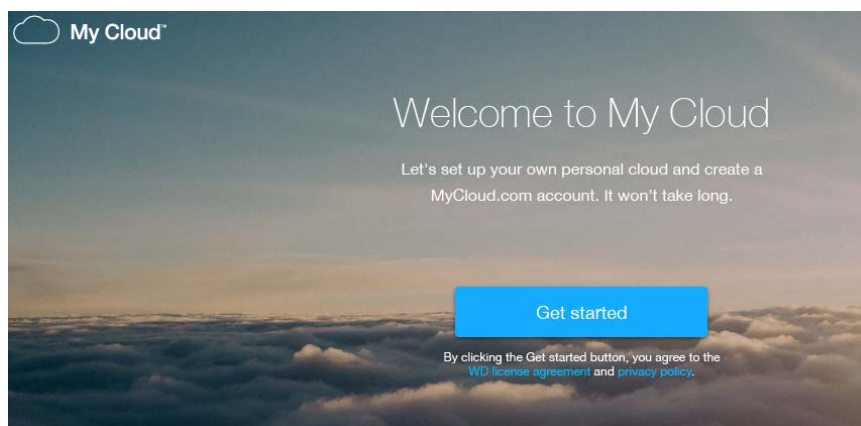 My Cloud™
Welcome to My Cloud
Let's set up your own personal cloud and create a
MyCloud.com account. It won't take long.
Get started
By clicking the Get started button, you agree to the
WD license agreement and privacy policy.